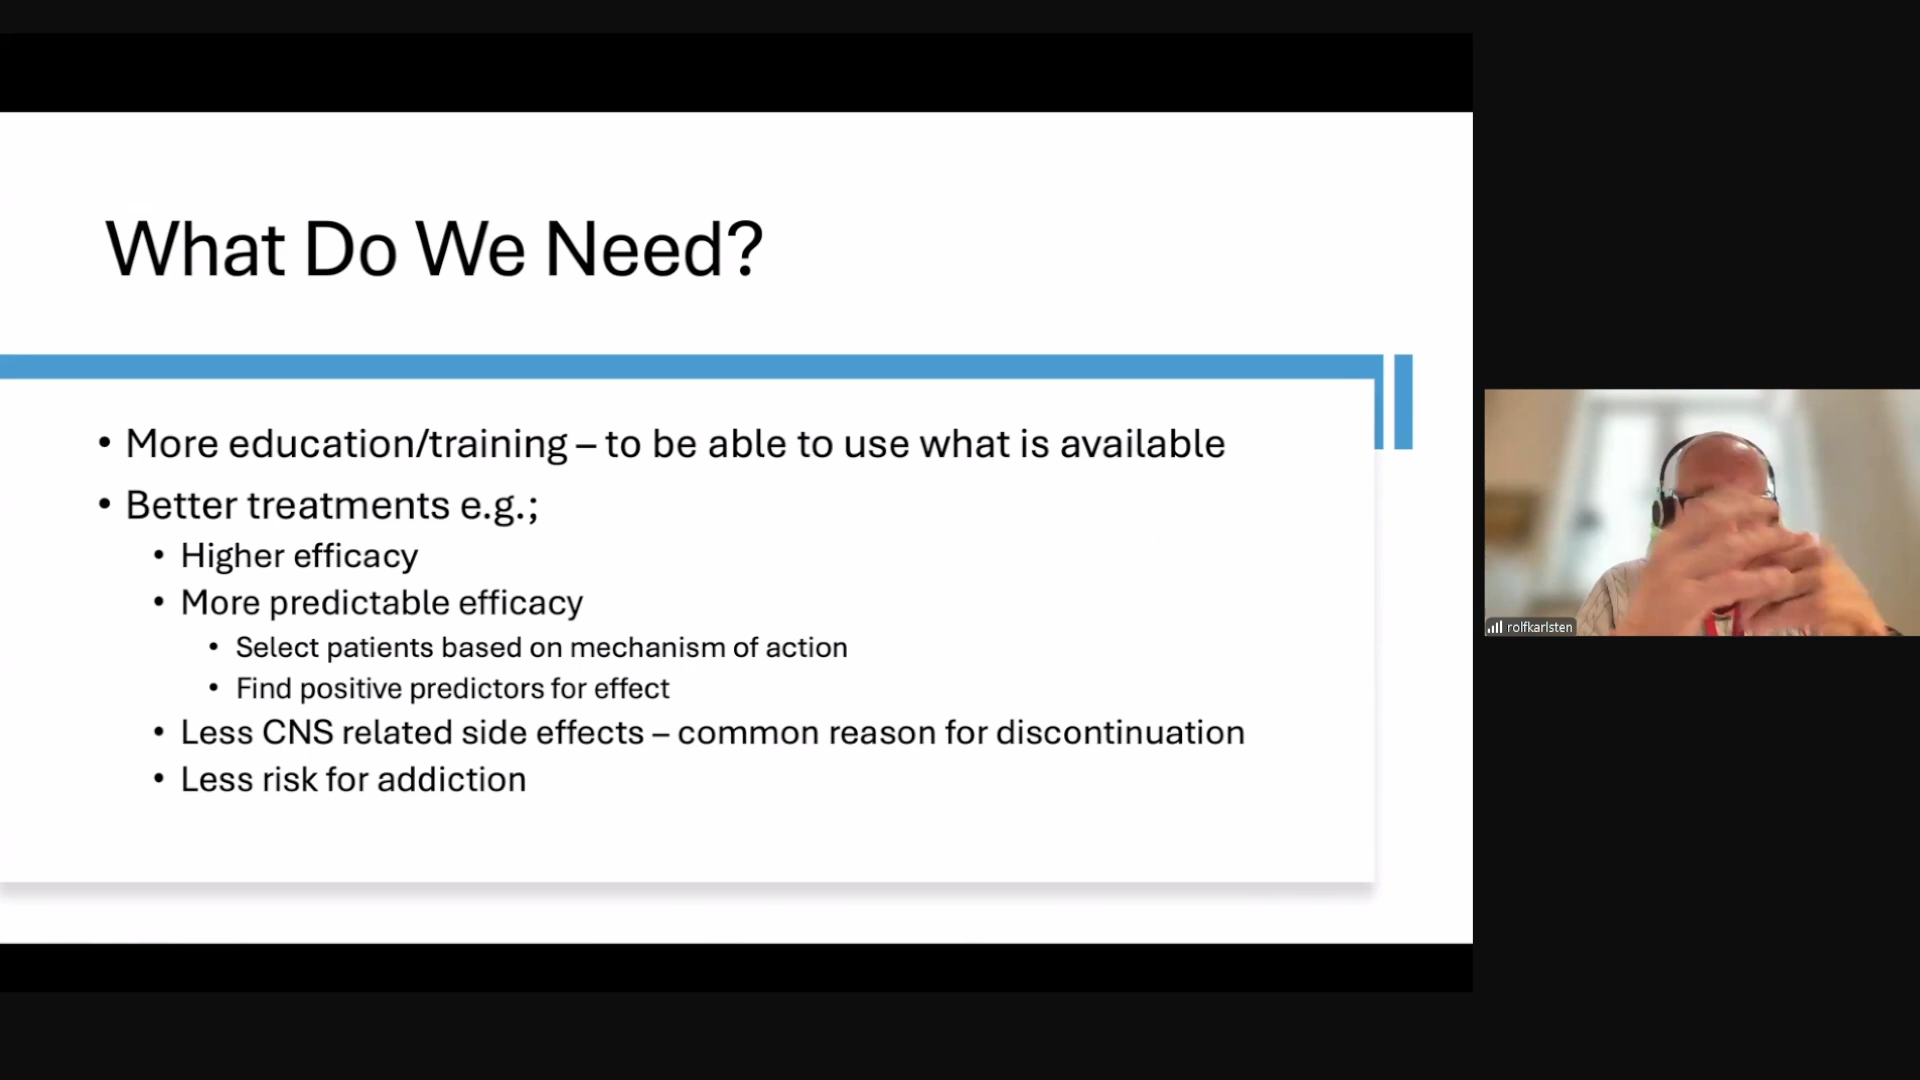 What Do We Need?
• More education/training – to be able to use what is available
• Better treatments e.g.;
• Higher efficacy
• More predictable efficacy
• Select patients based on mechanism of action
• Find positive predictors for effect
• Less CNS related side effects – common reason for discontinuation
• Less risk for addiction
rolfkarlsten